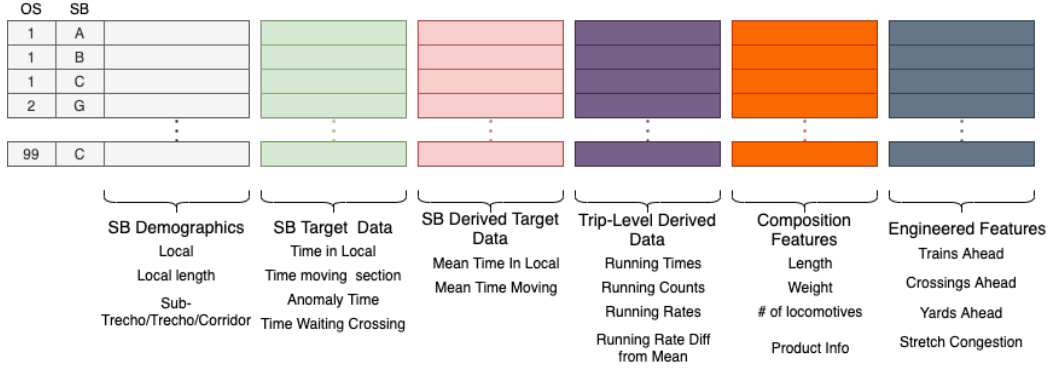 OS SB
1 A
1 B
1 C
2 G
99 C
SB Demographics
Local
Local length
Sub-
Trecho/Trecho/Corridor
SB Target Data
Time in Local
Time moving section
Anomaly Time
Time Waiting Crossing
SB Derived Target
Data
Mean Time In Local
Mean Time Moving
Trip-Level Derived
Data
Running Times
Running Counts
Running Rates
Running Rate Diff
from Mean
Composition
Features
Length
Weight
# of locomotives
Product Info
Engineered Features
Trains Ahead
Crossings Ahead
Yards Ahead
Stretch Congestion